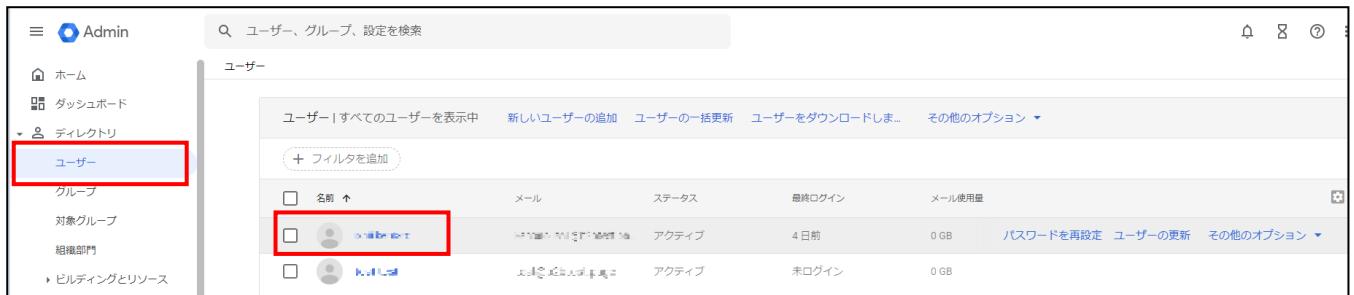 Admin
ユーザー、グループ、設定を検索
ホーム
ダッシュボード
ディレクトリ
ユーザー
グループ
対象グループ
組織部門
ビルディングとリソース
ユーザー
ユーザー | すべてのユーザーを表示中 新しいユーザーの追加 ユーザーの一括更新 ユーザーをダウンロードしま... その他のオプション
+ フィルタを追加
名前 メール ステータス 最終ログイン メール使用量
アクティブ 4 日前 0 GB パスワードを再設定 ユーザーの更新 その他のオプション
アクティブ 未ログイン 0 GB